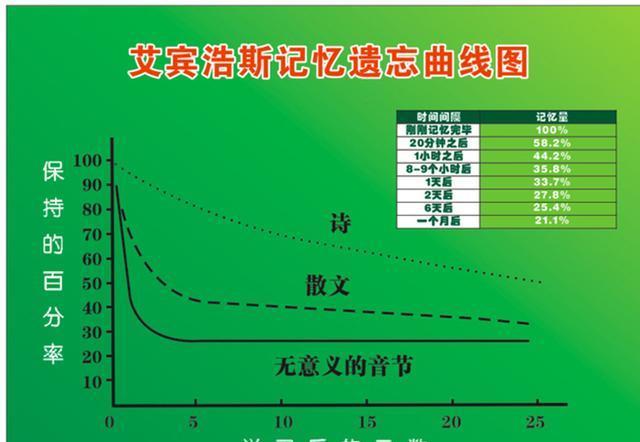 艾宾浩斯记忆遗忘曲线图
时间间隔 记忆量
刚刚记忆完毕 100%
20分钟之后 58.2%
1小时之后 44.2%
8-9个小时后 35.8%
1天后 33.7%
2天后 27.8%
6天后 25.4%
一个月后 21.1%
保持的百分率
100
90
80
70
60
50
40
30
20
10
诗
散文
无意义的音节
0 5 10 15 20 25